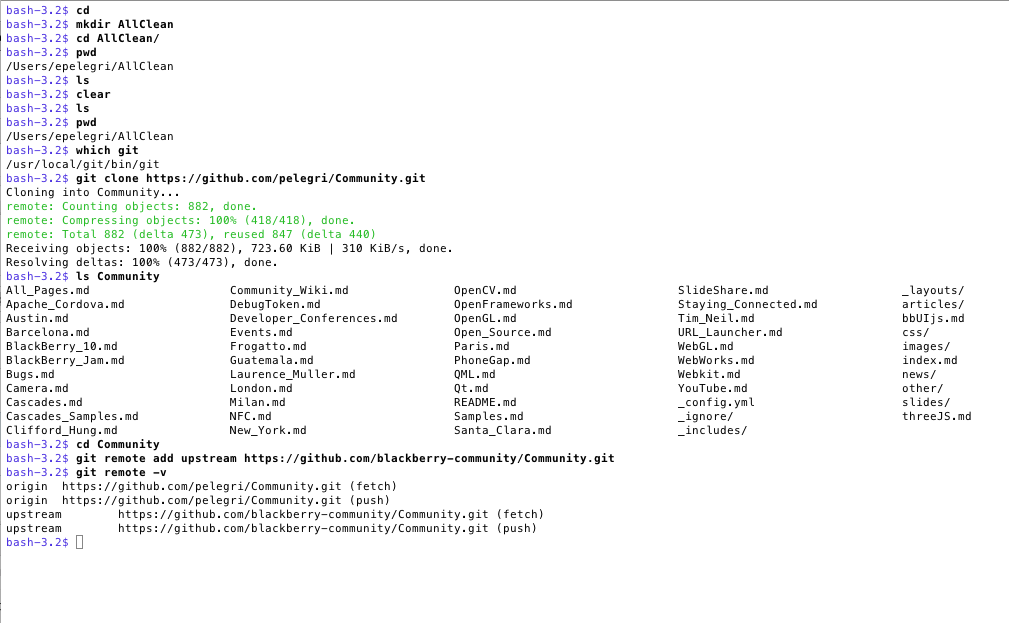 bash-3.2$ cd
bash-3.2$ mkdir AllClean
bash-3.2$ cd AllClean/
bash-3.2$ pwd
/Users/epelegri/AllClean
bash-3.2$ ls
bash-3.2$ clear
bash-3.2$ ls
bash-3.2$ pwd
/Users/epelegri/AllClean
bash-3.2$ which git
/usr/local/git/bin/git
bash-3.2$ git clone https://github.com/pelegri/Community.git
Cloning into Community...
remote: Counting objects: 882, done.
remote: Compressing objects: 100% (418/418), done.
remote: Total 882 (delta 473), reused 847 (delta 440)
Receiving objects: 100% (882/882), 723.60 KiB | 310 KiB/s, done.
Resolving deltas: 100% (473/473), done.
bash-3.2$ ls Community
All_Pages.md Community_Wiki.md OpenCV.md SlideShare.md _layouts/
Apache_Cordova.md DebugToken.md OpenFrameworks.md Staying_Connected.md articles/
Austin.md Developer_Conferences.md OpenGL.md Tim_Neil.md bbUIjs.md
Barcelona.md Events.md Open_Source.md URL_Launcher.md css/
BlackBerry_10.md Frogatto.md Paris.md WebGL.md images/
BlackBerry_Jam.md Guatemala.md PhoneGap.md WebWorks.md index.md
Bugs.md Laurence_Muller.md QML.md Webkit.md news/
Camera.md London.md Qt.md YouTube.md other/
Cascades.md Milan.md README.md _config.yml slides/
Cascades_Samples.md NFC.md Samples.md _ignore/ threeJS.md
Clifford_Hung.md New_York.md Santa_Clara.md _includes/
bash-3.2$ cd Community
bash-3.2$ git remote add upstream https://github.com/blackberry-community/Community.git
bash-3.2$ git remote -v
origin https://github.com/pelegri/Community.git (fetch)
origin https://github.com/pelegri/Community.git (push)
upstream https://github.com/blackberry-community/Community.git (fetch)
upstream https://github.com/blackberry-community/Community.git (push)
bash-3.2$